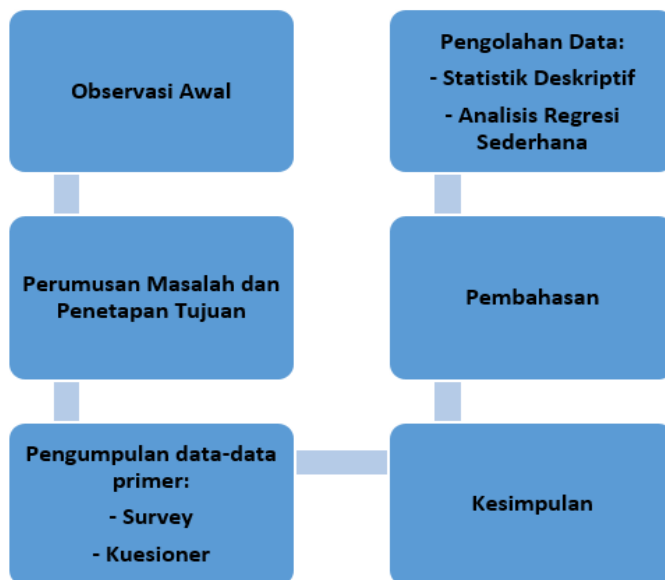 Observasi Awal
Perumusan Masalah dan
Penetapan Tujuan
Pengumpulan data-data
primer:
- Survey
- Kuesioner
Pengolahan Data:
- Statistik Deskriptif
- Analisis Regresi
Sederhana
Pembahasan
Kesimpulan